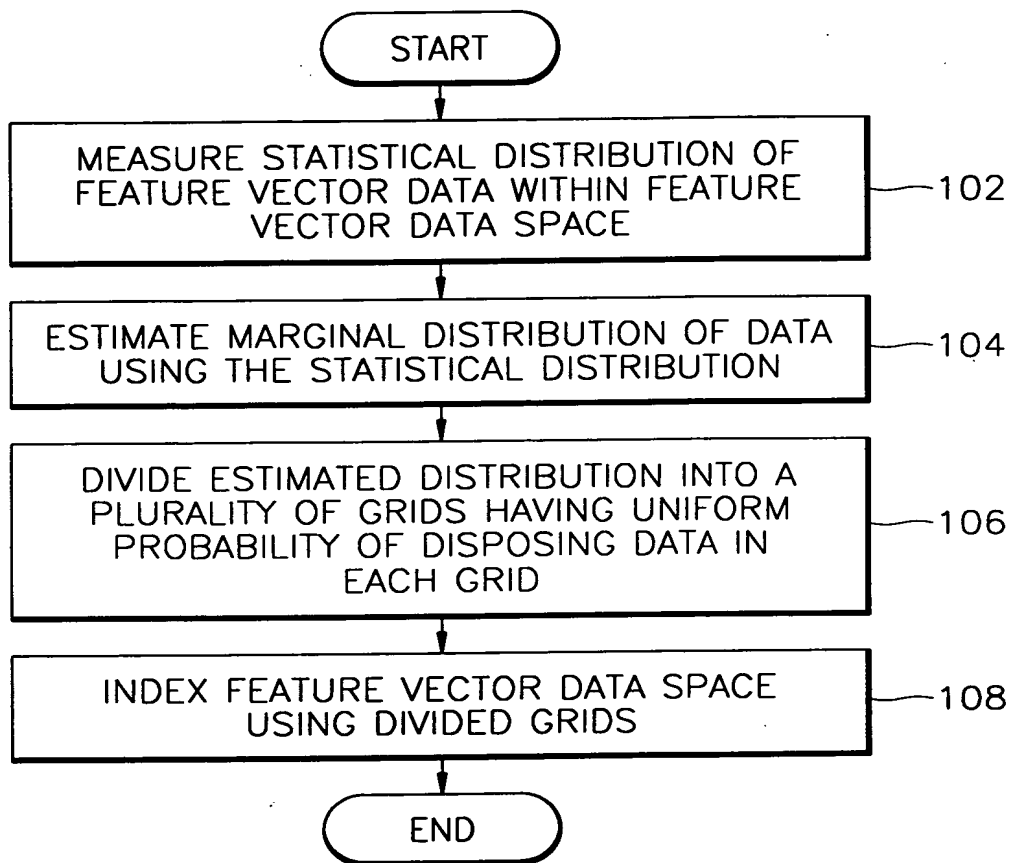 START
MEASURE STATISTICAL DISTRIBUTION OF
FEATURE VECTOR DATA WITHIN FEATURE
VECTOR DATA SPACE
102
ESTIMATE MARGINAL DISTRIBUTION OF DATA
USING THE STATISTICAL DISTRIBUTION
104
DIVIDE ESTIMATED DISTRIBUTION INTO A
PLURALITY OF GRIDS HAVING UNIFORM
PROBABILITY OF DISPOSING DATA IN
EACH GRID
106
INDEX FEATURE VECTOR DATA SPACE
USING DIVIDED GRIDS
108
END